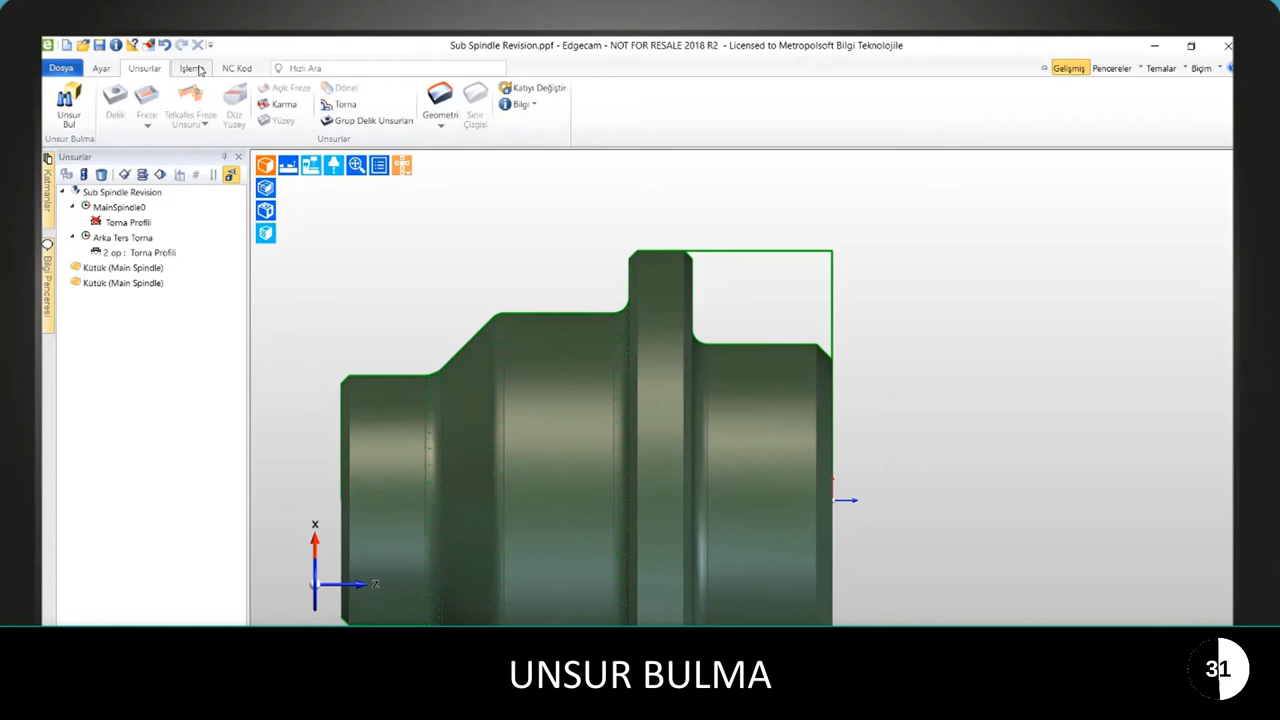 Sub Spindle Revision.ppf - Edgecam - NOT FOR RESALE 2018 R2 - Licensed to Metropolsoft Bilgi Teknolojile
Dosya Ayar Unsurlar İşleme NC Kod Hızlı Ara Gelişmiş Pencereler Temalar Biçim
Unsur Bul
Delik
Freze
Telkafes Freze Unsuru
Düz Yüzey
Açık Freze
Karma
Yüzey
Dönel
Torna
Grup Delik Unsurları
Geometri
Sınır Çizgisi
Katıyı Değiştir
Bilgi
Unsur Bulma
Unsurlar
Unsurlar
Katmanlar
Bilgi Penceresi
Sub Spindle Revision
MainSpindle0
Torna Profili
Arka Ters Torna
2 op : Torna Profili
Kütük (Main Spindle)
Kütük (Main Spindle)
X
Z
UNSUR BULMA
31